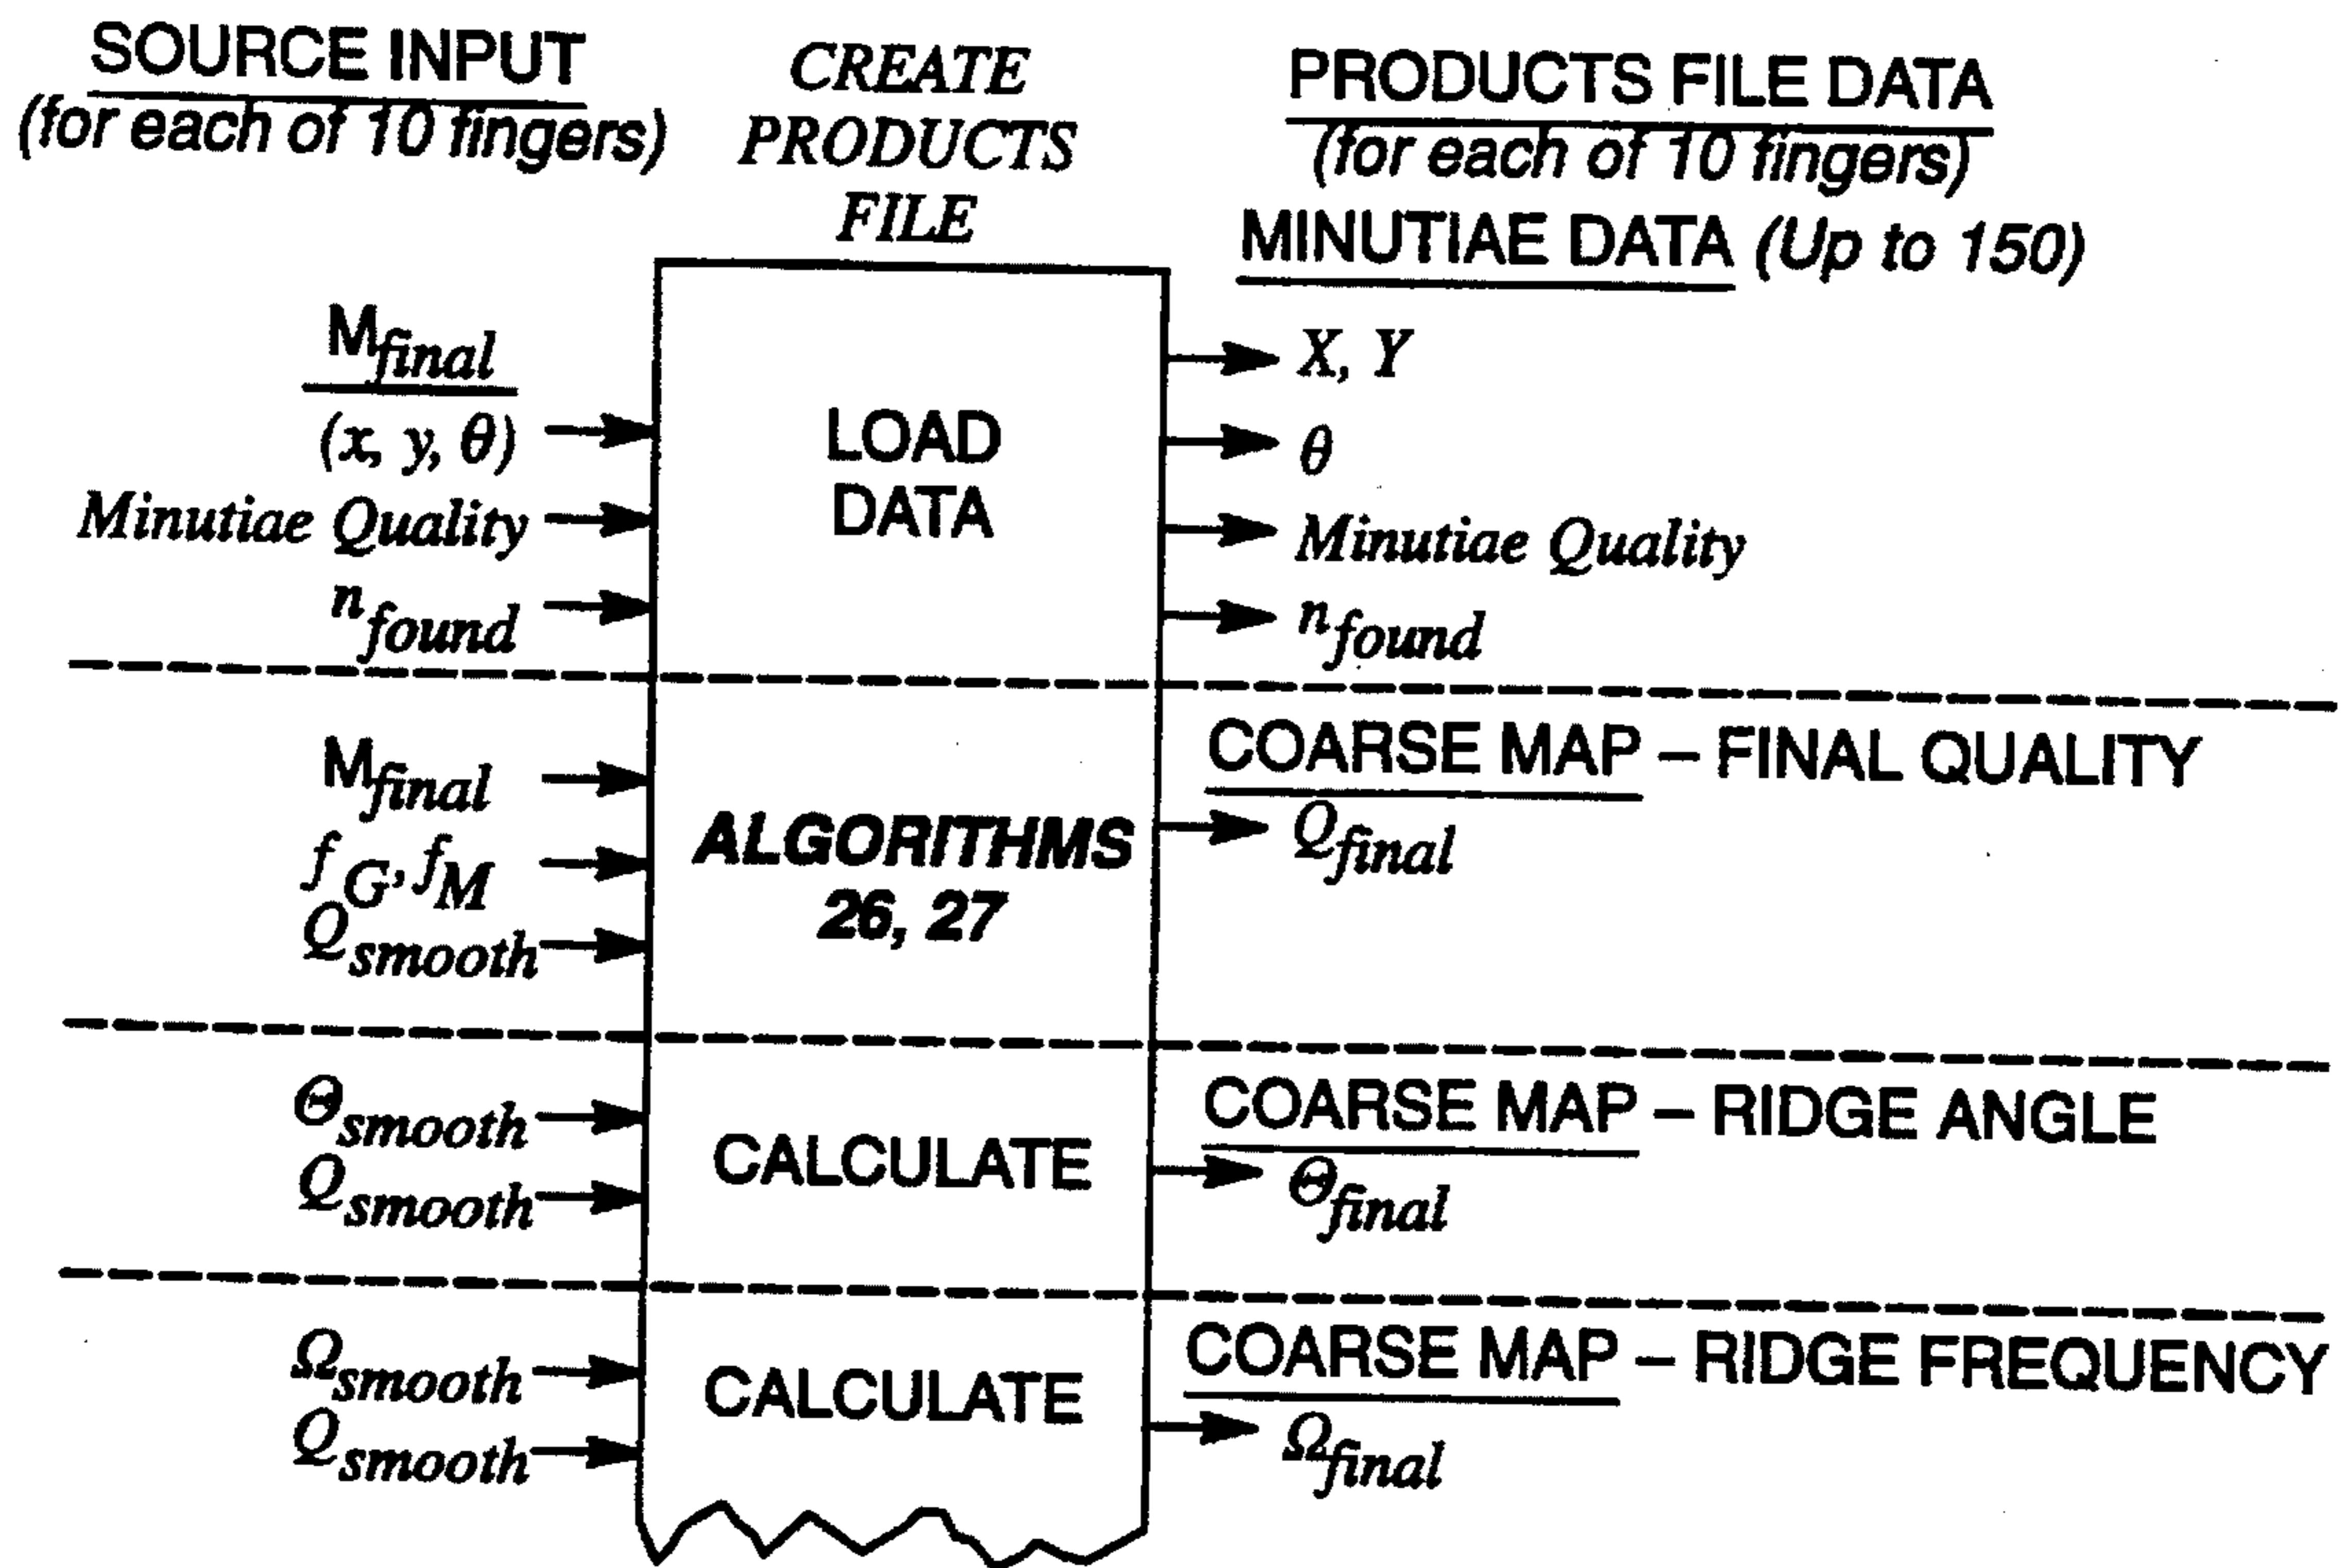 SOURCE INPUT
(for each of 10 fingers)
CREATE
PRODUCTS
FILE
PRODUCTS FILE DATA
(for each of 10 fingers)
MINUTIAE DATA (Up to 150)
M_final
(x, y, θ)
Minutiae Quality
n_found
LOAD
DATA
X, Y
θ
Minutiae Quality
n_found
M_final
f_G, f_M
Q_smooth
ALGORITHMS
26, 27
COARSE MAP – FINAL QUALITY
Q_final
Θ_smooth
Q_smooth
CALCULATE
COARSE MAP – RIDGE ANGLE
Θ_final
Ω_smooth
Q_smooth
CALCULATE
COARSE MAP – RIDGE FREQUENCY
Ω_final